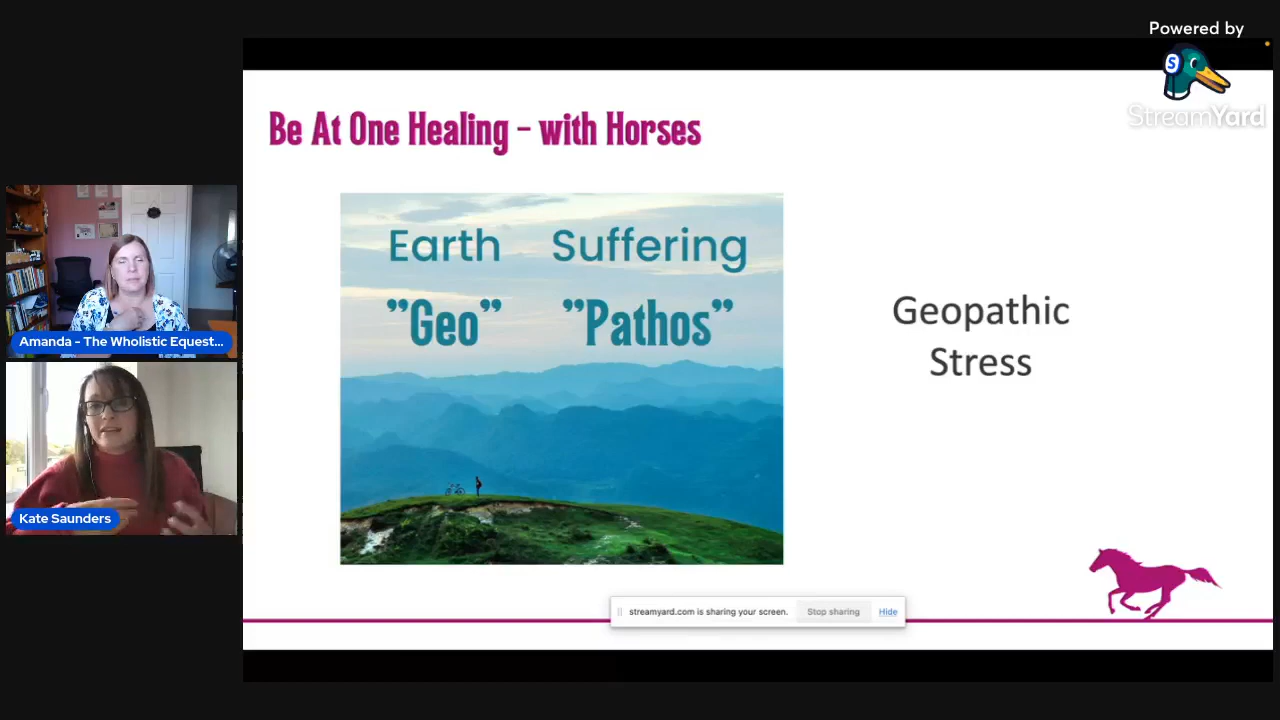 Powered by
StreamYard
Be At One Healing - with Horses
Earth Suffering
”Geo” ”Pathos”
Geopathic
Stress
Amanda - The Wholistic Equest...
Kate Saunders
streamyard.com is sharing your screen. Stop sharing Hide